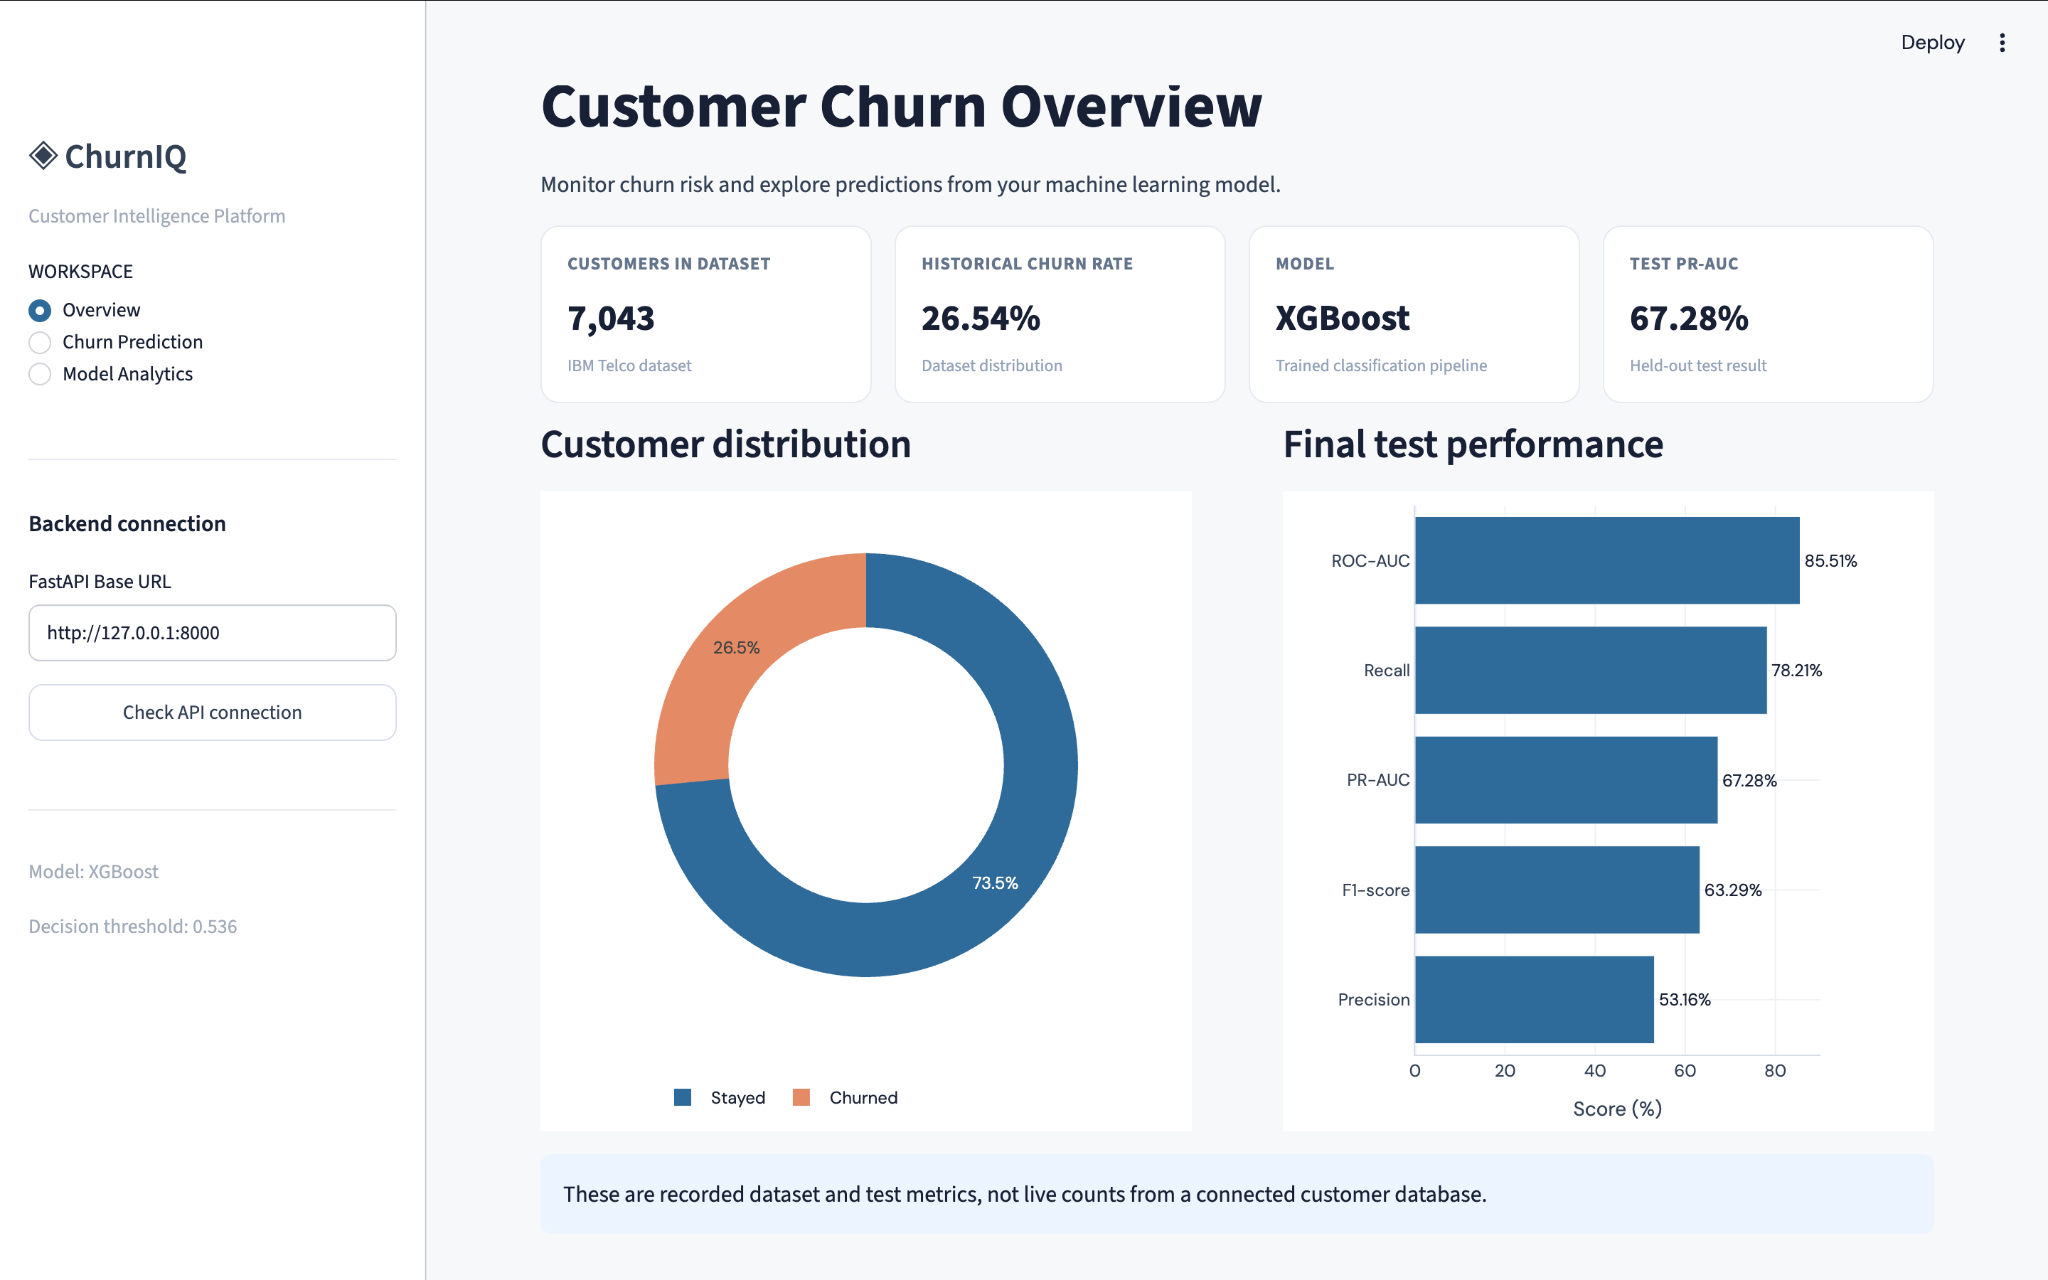 Deploy
ChurnIQ
Customer Intelligence Platform
WORKSPACE
Overview
Churn Prediction
Model Analytics
Backend connection
FastAPI Base URL
http://127.0.0.1:8000
Check API connection
Model: XGBoost
Decision threshold: 0.536
Customer Churn Overview
Monitor churn risk and explore predictions from your machine learning model.
CUSTOMERS IN DATASET
7,043
IBM Telco dataset
HISTORICAL CHURN RATE
26.54%
Dataset distribution
MODEL
XGBoost
Trained classification pipeline
TEST PR-AUC
67.28%
Held-out test result
Customer distribution
26.5%
73.5%
Stayed
Churned
Final test performance
ROC-AUC
85.51%
Recall
78.21%
PR-AUC
67.28%
F1-score
63.29%
Precision
53.16%
0 20 40 60 80
Score (%)
These are recorded dataset and test metrics, not live counts from a connected customer database.